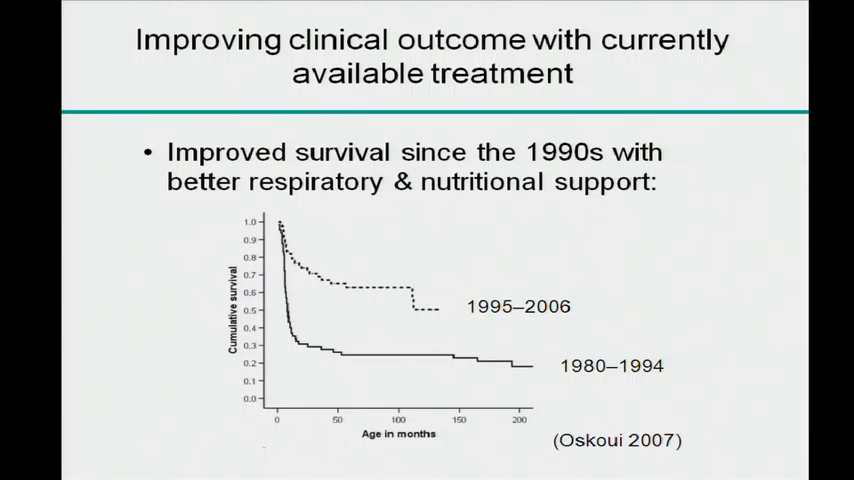 Improving clinical outcome with currently
available treatment
• Improved survival since the 1990s with
better respiratory & nutritional support:
1.0
0.9
0.8
0.7
0.6
0.5
0.4
0.3
0.2
0.1
0.0
Cumulative survival
1995–2006
1980–1994
0 50 100 150 200
Age in months
(Oskoui 2007)